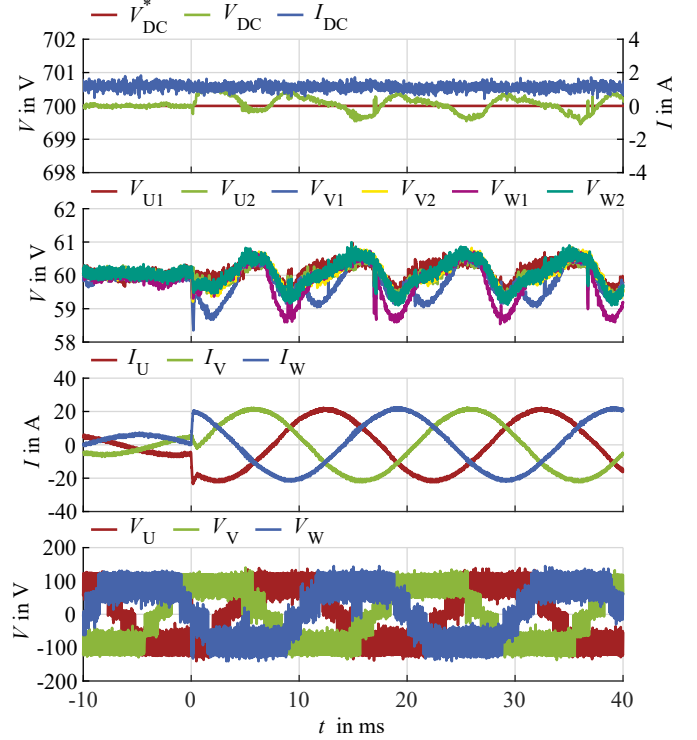 V*DC VDC IDC
702
701
700
699
698
V in V
4
2
0
-2
-4
I in A
VU1 VU2 VV1 VV2 VW1 VW2
62
61
60
59
58
V in V
IU IV IW
40
20
0
-20
-40
I in A
VU VV VW
200
100
0
-100
-200
V in V
-10 0 10 20 30 40
t in ms